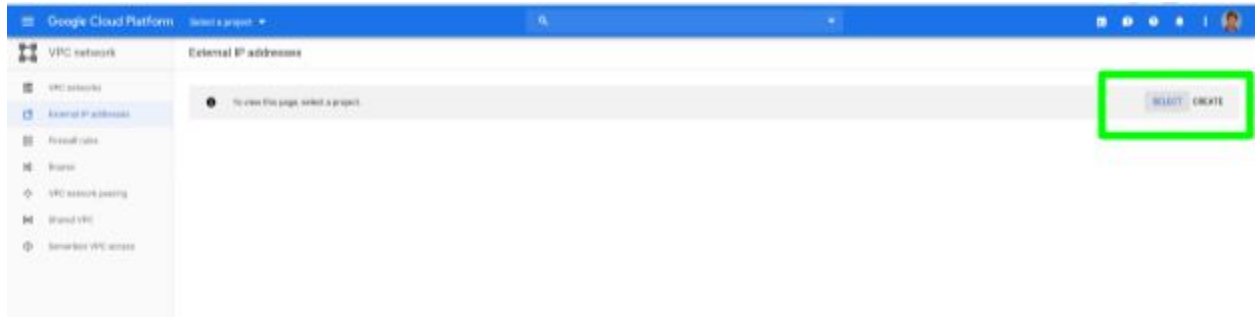 Google Cloud Platform Select a project
VPC network External IP addresses
VPC networks
To view this page, select a project. SELECT CREATE
External IP addresses
Firewall rules
Routes
VPC network peering
Shared VPC
Serverless VPC access